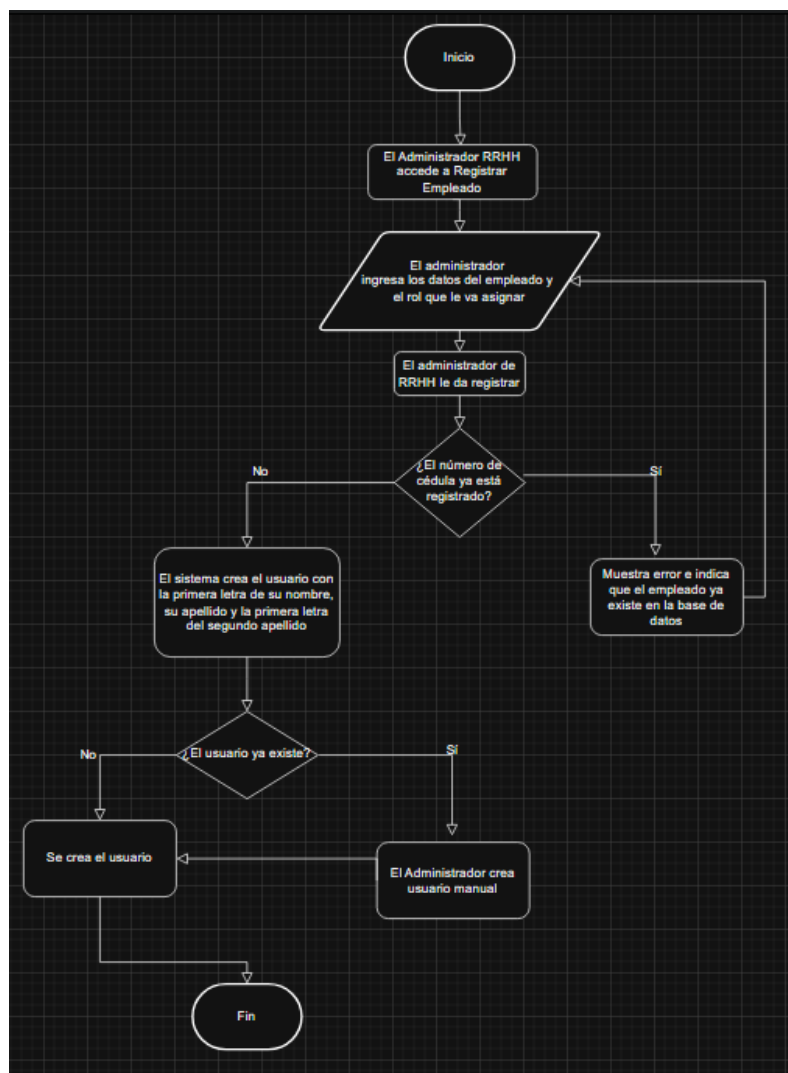 Inicio
El Administrador RRHH
accede a Registrar
Empleado
El administrador
ingresa los datos del empleado y
el rol que le va asignar
El administrador de
RRHH le da registrar
¿El número de
cédula ya está
registrado?
No
Sí
El sistema crea el usuario con
la primera letra de su nombre,
su apellido y la primera letra
del segundo apellido
Muestra error e indica
que el empleado ya
existe en la base de
datos
¿El usuario ya existe?
No
Sí
Se crea el usuario
El Administrador crea
usuario manual
Fin